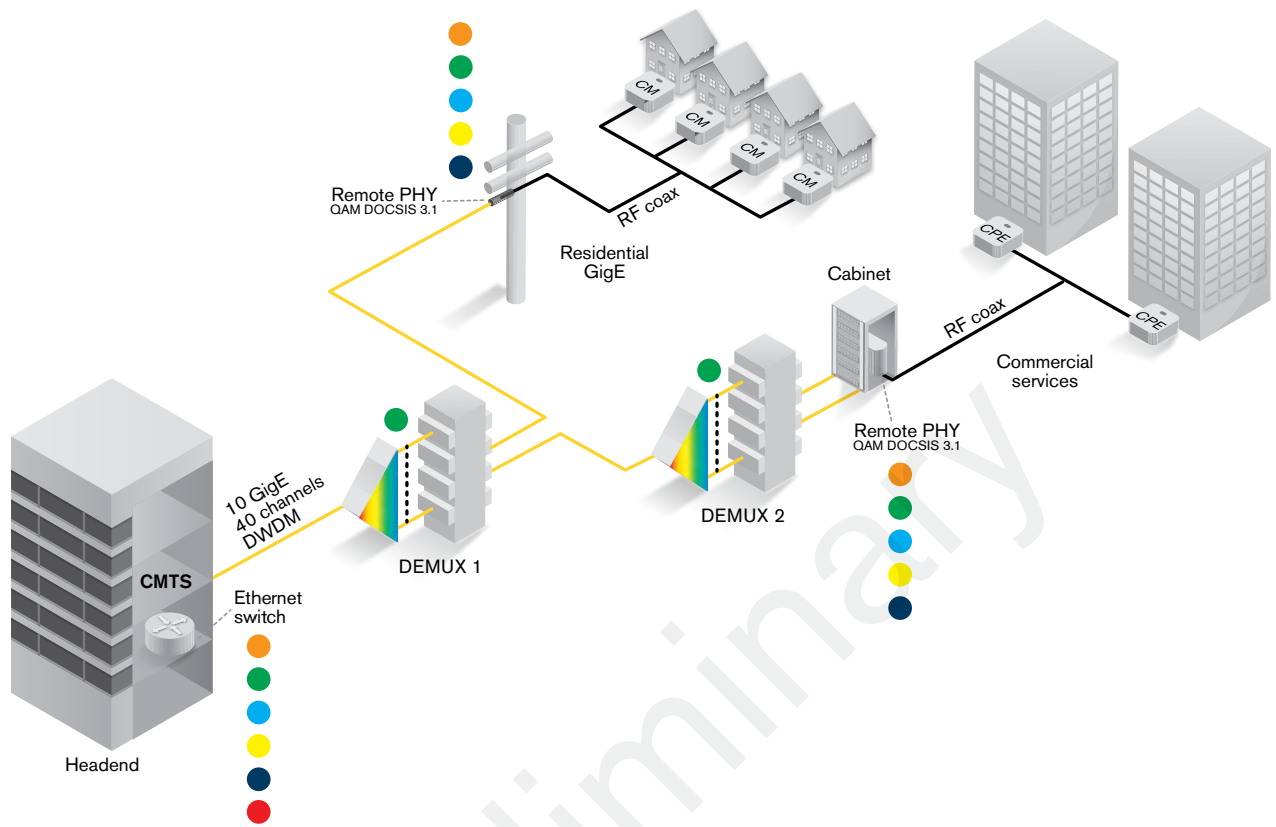 CM
CM
CM
CM
Remote PHY
QAM DOCSIS 3.1
RF coax
Residential
GigE
CPE
CPE
Cabinet
RF coax
Commercial
services
Remote PHY
QAM DOCSIS 3.1
DEMUX 2
10 GigE
40 channels
DWDM
DEMUX 1
CMTS
Ethernet
switch
Headend
liminary